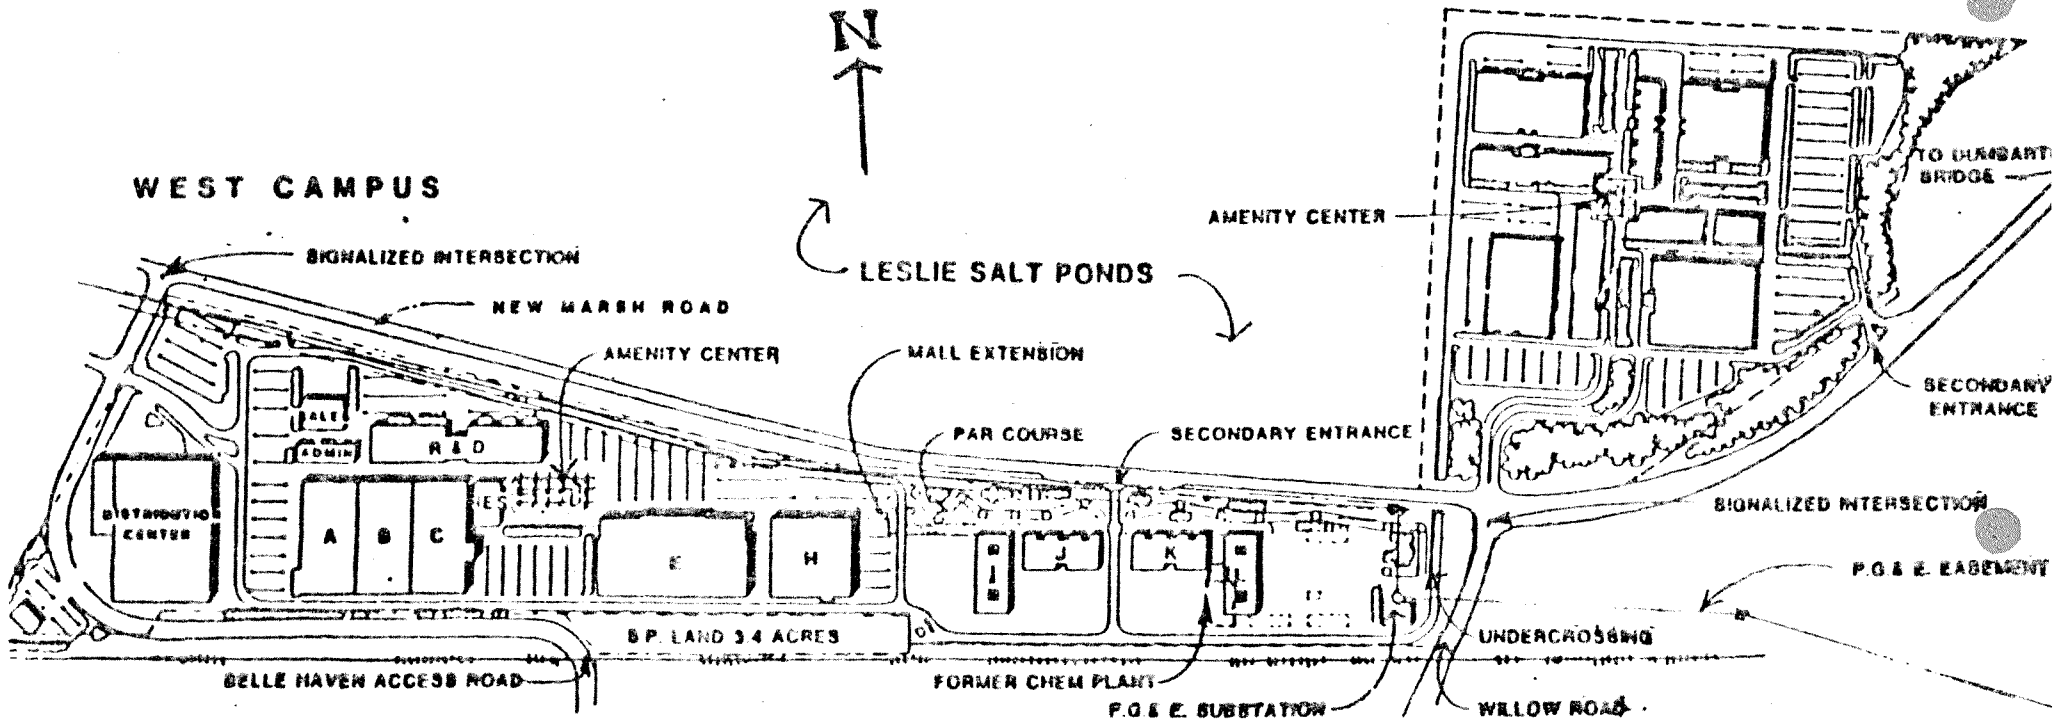 N
WEST CAMPUS
TO DUMBART
BRIDGE
AMENITY CENTER
SIGNALIZED INTERSECTION
LESLIE SALT PONDS
NEW MARSH ROAD
AMENITY CENTER
MALL EXTENSION
SECONDARY
ENTRANCE
SALES
PAR COURSE
SECONDARY ENTRANCE
ADMIN
R & D
SIGNALIZED INTERSECTION
DISTRIBUTION
CENTER
A
B
C
E
H
J
K
P.G.& E. EASEMENT
S.P. LAND 3.4 ACRES
UNDERCROSSING
BELLE HAVEN ACCESS ROAD
FORMER CHEM PLANT
P.G.& E. SUBSTATION
WILLOW ROAD